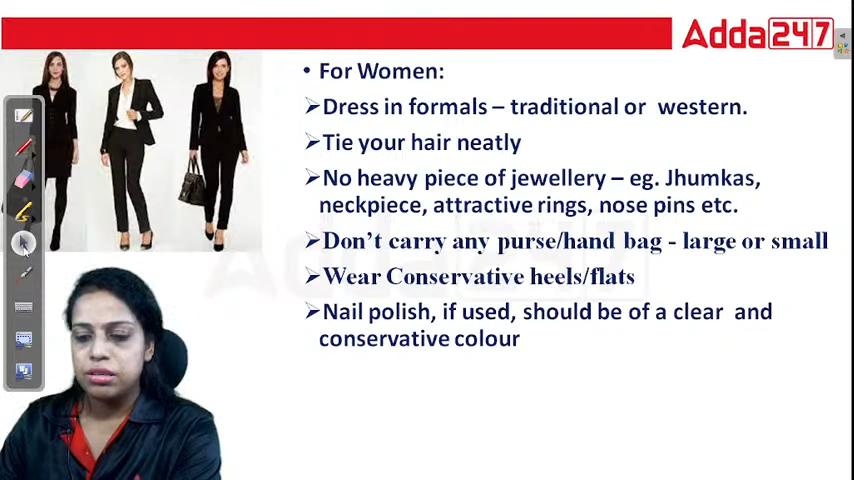 Adda247
• For Women:
➢Dress in formals – traditional or western.
➢Tie your hair neatly
➢No heavy piece of jewellery – eg. Jhumkas,
neckpiece, attractive rings, nose pins etc.
➢Don't carry any purse/hand bag - large or small
➢Wear Conservative heels/flats
➢Nail polish, if used, should be of a clear and
conservative colour